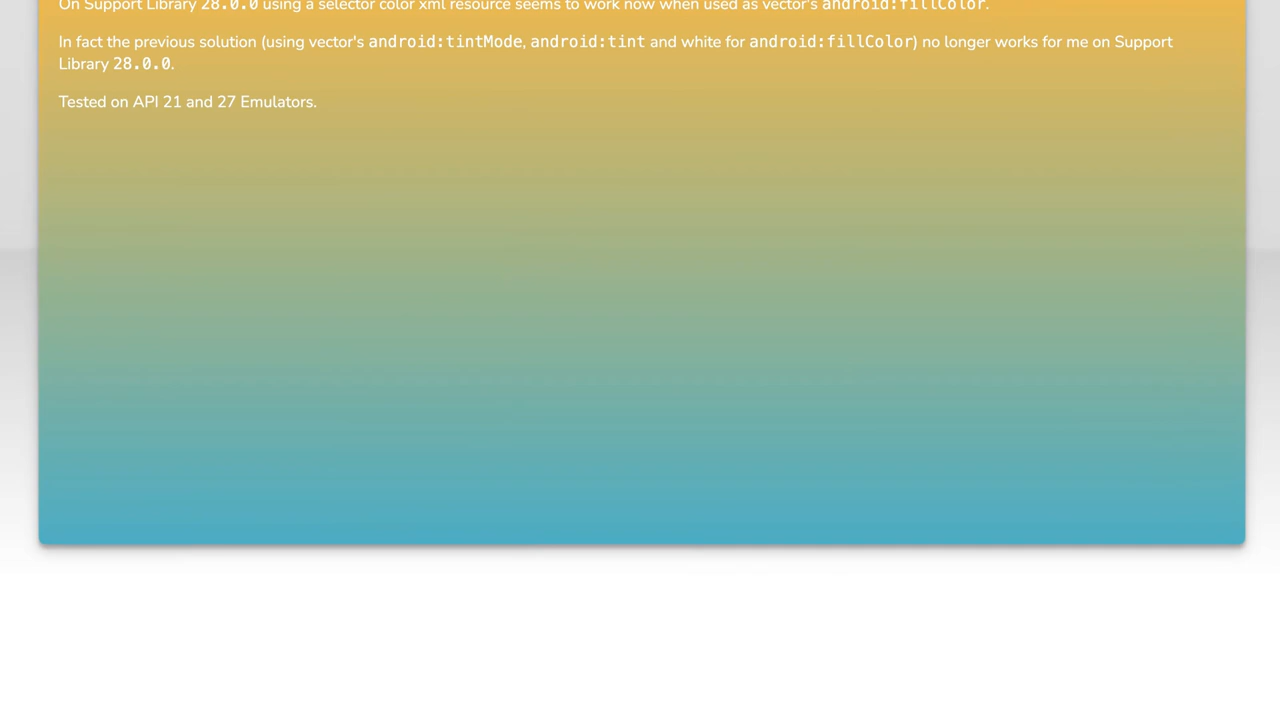 On Support Library 28.0.0 using a selector color xml resource seems to work now when used as vector's android:fillColor.
In fact the previous solution (using vector's android:tintMode, android:tint and white for android:fillColor) no longer works for me on Support
Library 28.0.0.
Tested on API 21 and 27 Emulators.